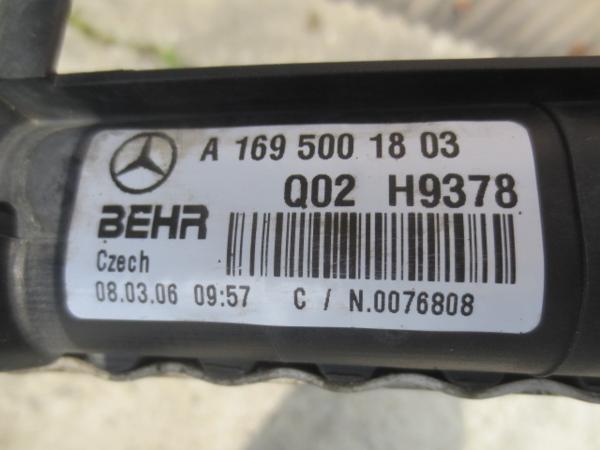 A 169 500 18 03
Q02 H9378
BEHR
Czech
08.03.06 09:57 C / N.0076808